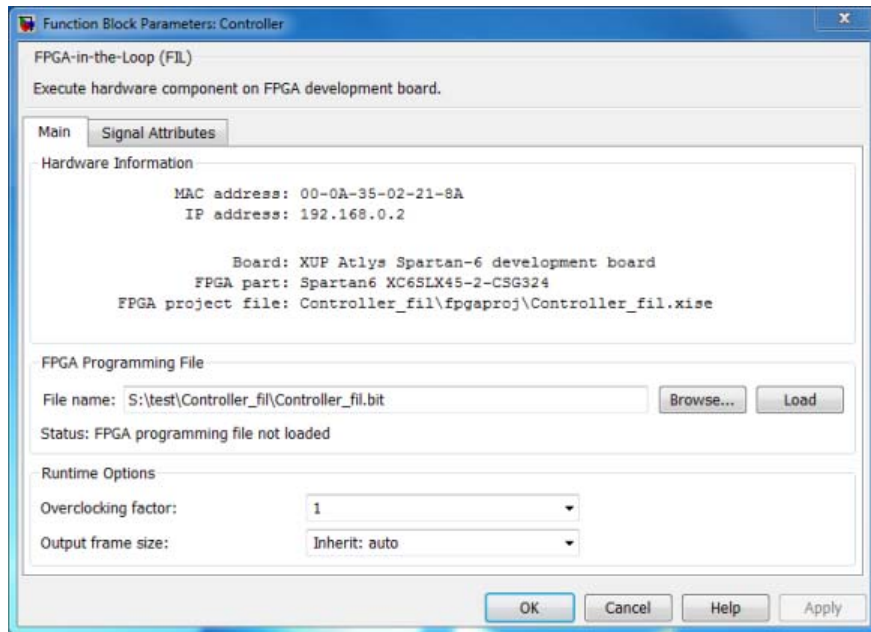 Function Block Parameters: Controller
FPGA-in-the-Loop (FIL)
Execute hardware component on FPGA development board.
Main Signal Attributes
Hardware Information
MAC address: 00-0A-35-02-21-8A
IP address: 192.168.0.2
Board: XUP Atlys Spartan-6 development board
FPGA part: Spartan6 XC6SLX45-2-CSG324
FPGA project file: Controller_fil\fpgaproj\Controller_fil.xise
FPGA Programming File
File name: S:\test\Controller_fil\Controller_fil.bit Browse... Load
Status: FPGA programming file not loaded
Runtime Options
Overclocking factor: 1
Output frame size: Inherit: auto
OK Cancel Help Apply